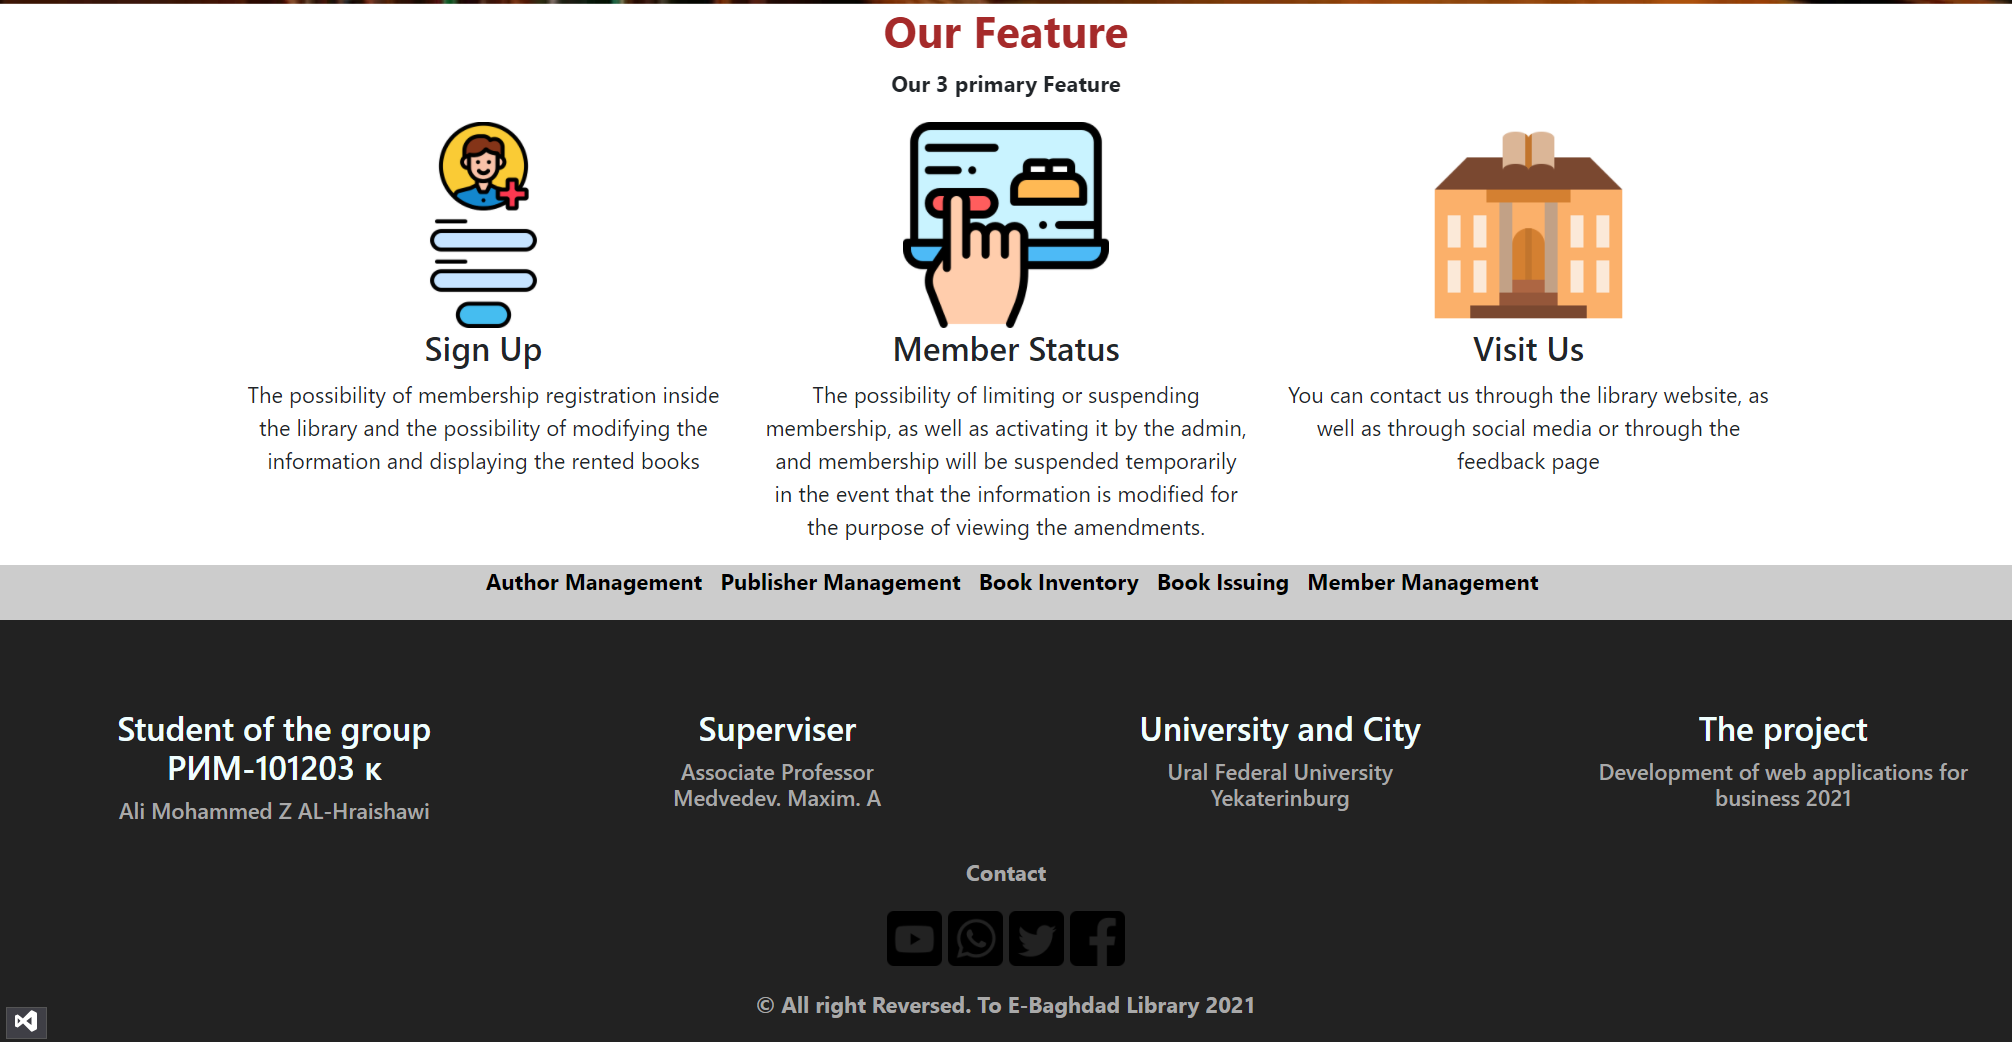 Our Feature
Our 3 primary Feature
Sign Up
The possibility of membership registration inside
the library and the possibility of modifying the
information and displaying the rented books
Member Status
The possibility of limiting or suspending
membership, as well as activating it by the admin,
and membership will be suspended temporarily
in the event that the information is modified for
the purpose of viewing the amendments.
Visit Us
You can contact us through the library website, as
well as through social media or through the
feedback page
Author Management Publisher Management Book Inventory Book Issuing Member Management
Student of the group
РИМ-101203 к
Ali Mohammed Z AL-Hraishawi
Superviser
Associate Professor
Medvedev. Maxim. A
University and City
Ural Federal University
Yekaterinburg
The project
Development of web applications for
business 2021
Contact
© All right Reversed. To E-Baghdad Library 2021